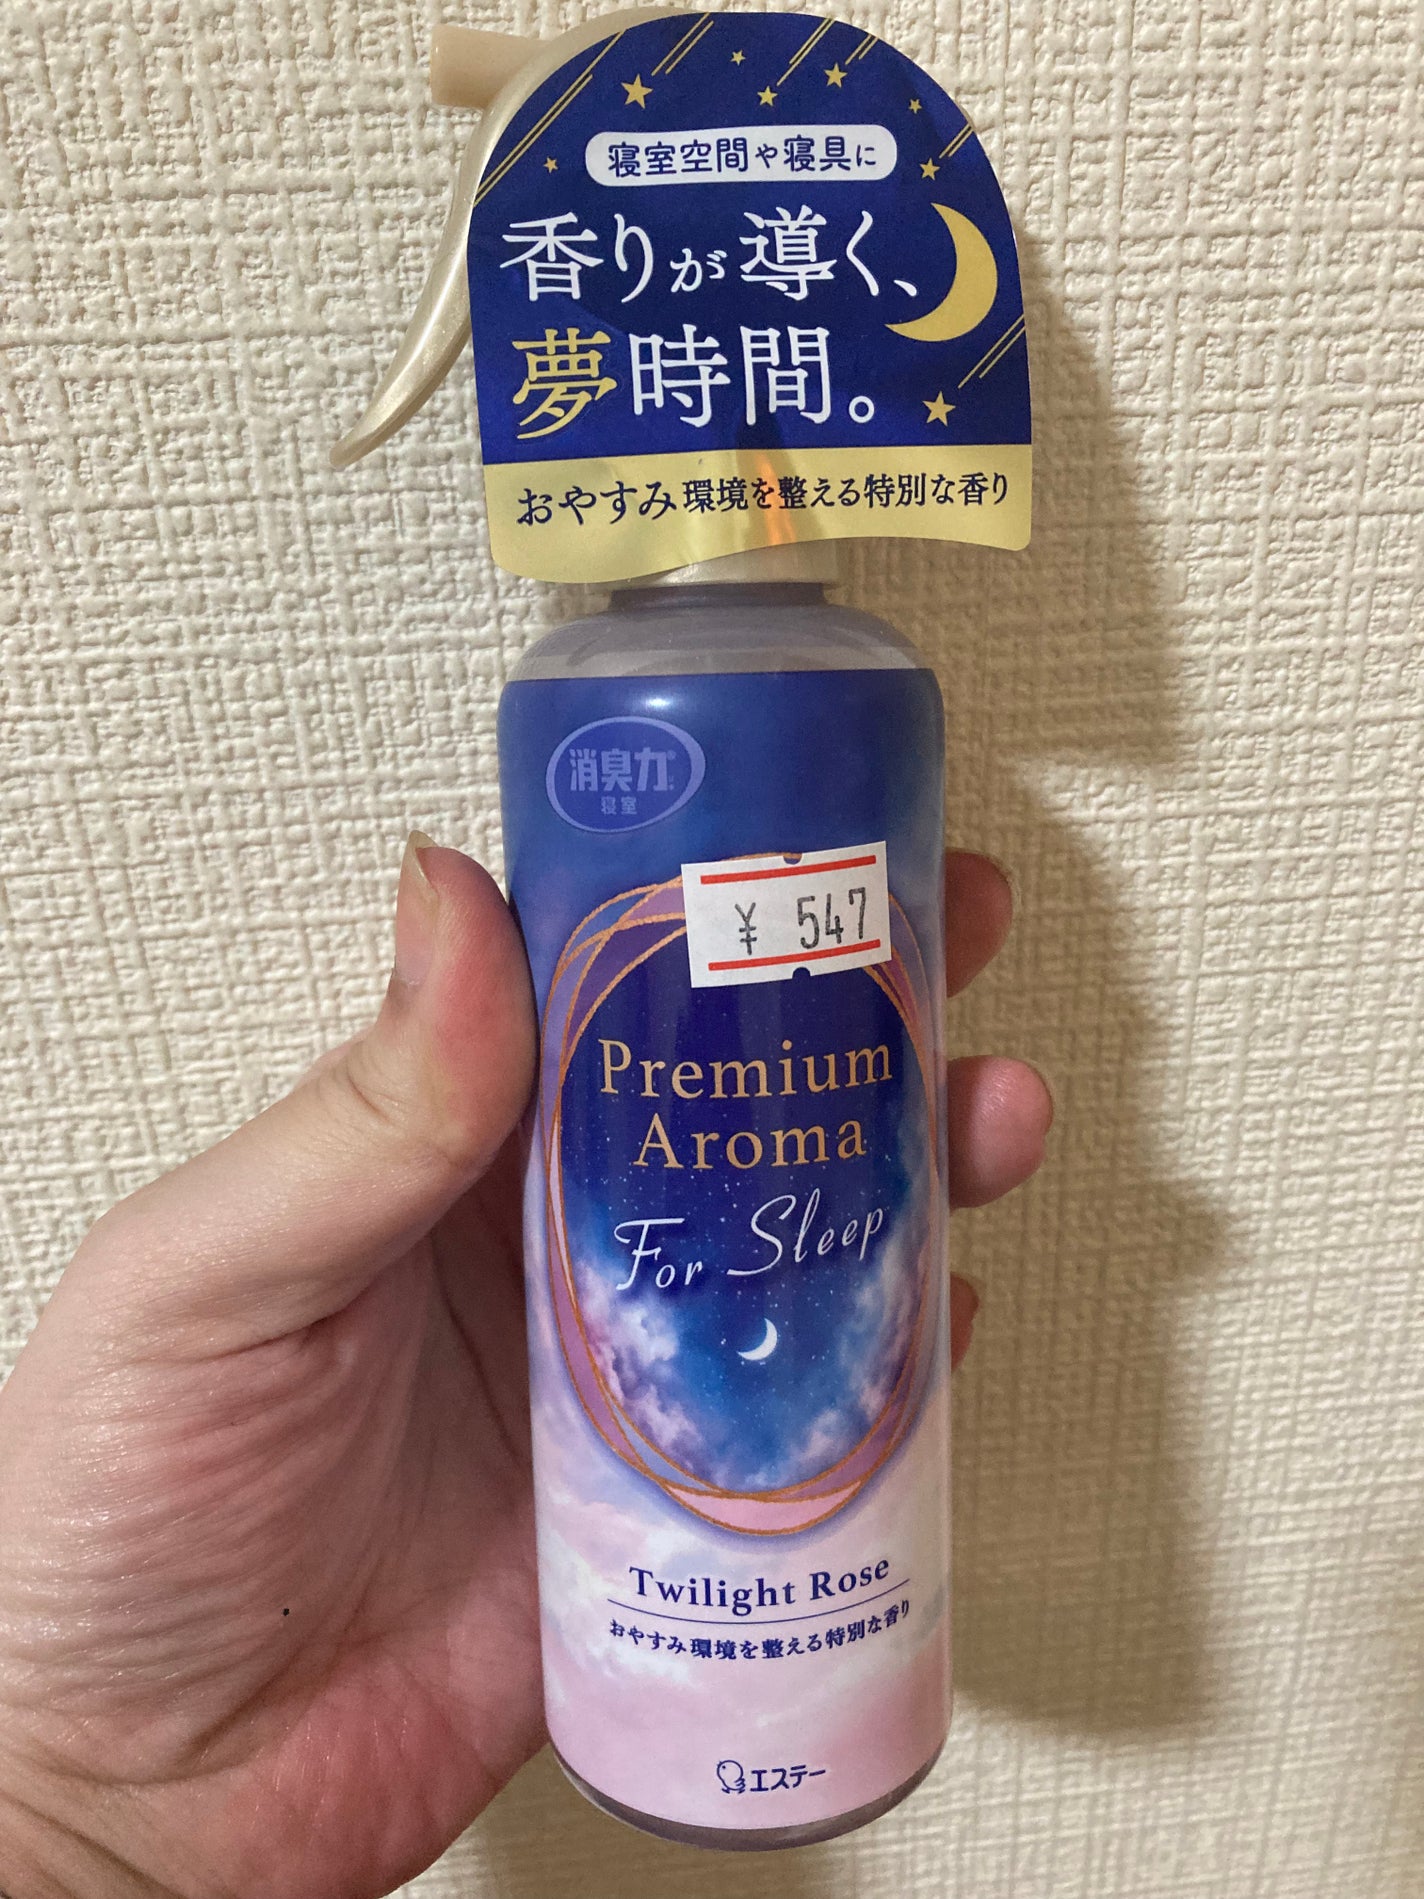 寝室空間や寝具に
香りが導く、
夢時間。
おやすみ環境を整える特別な香り
消臭力®
寝室
¥ 547
Premium
Aroma
For Sleep
Twilight Rose
おやすみ環境を整える特別な香り
エステー